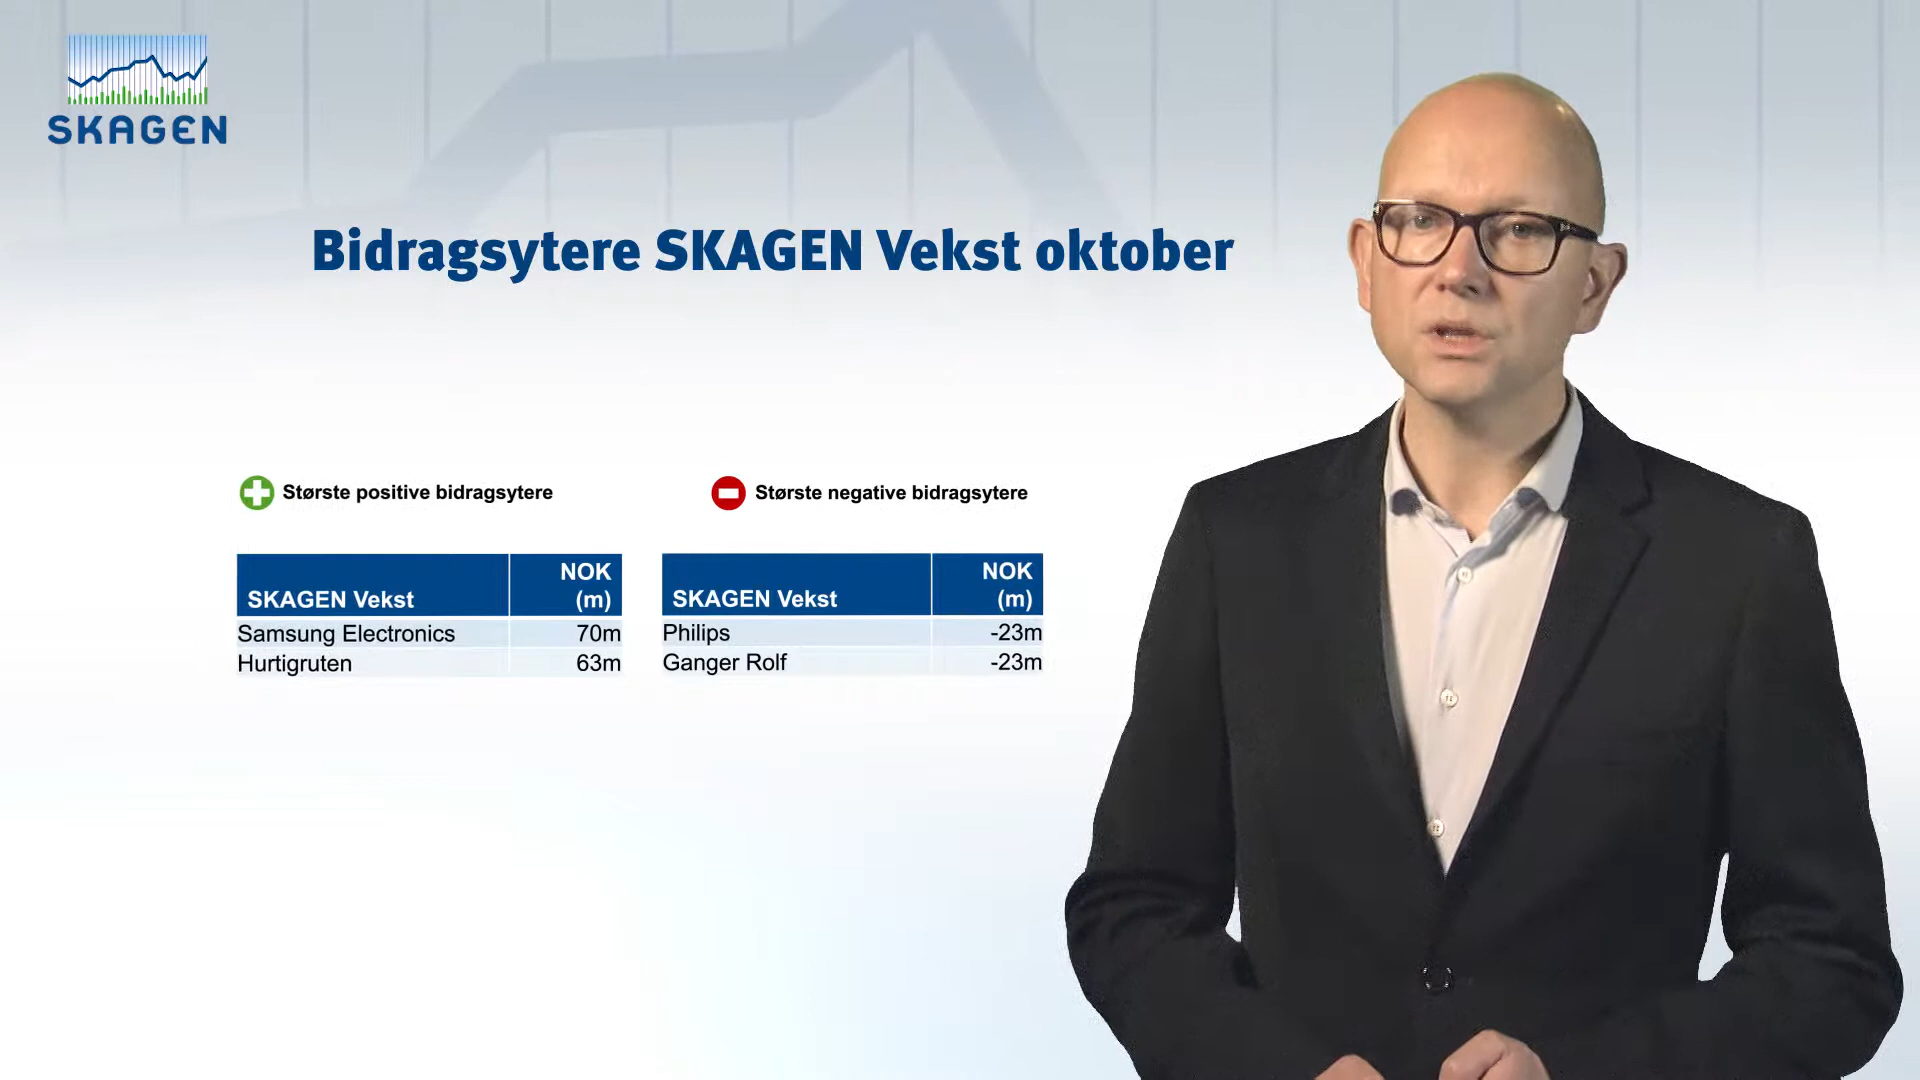 SKAGEN
Bidragsytere SKAGEN Vekst oktober
Største positive bidragsytere
Største negative bidragsytere
SKAGEN Vekst NOK (m)
Samsung Electronics 70m
Hurtigruten 63m
SKAGEN Vekst NOK (m)
Philips -23m
Ganger Rolf -23m